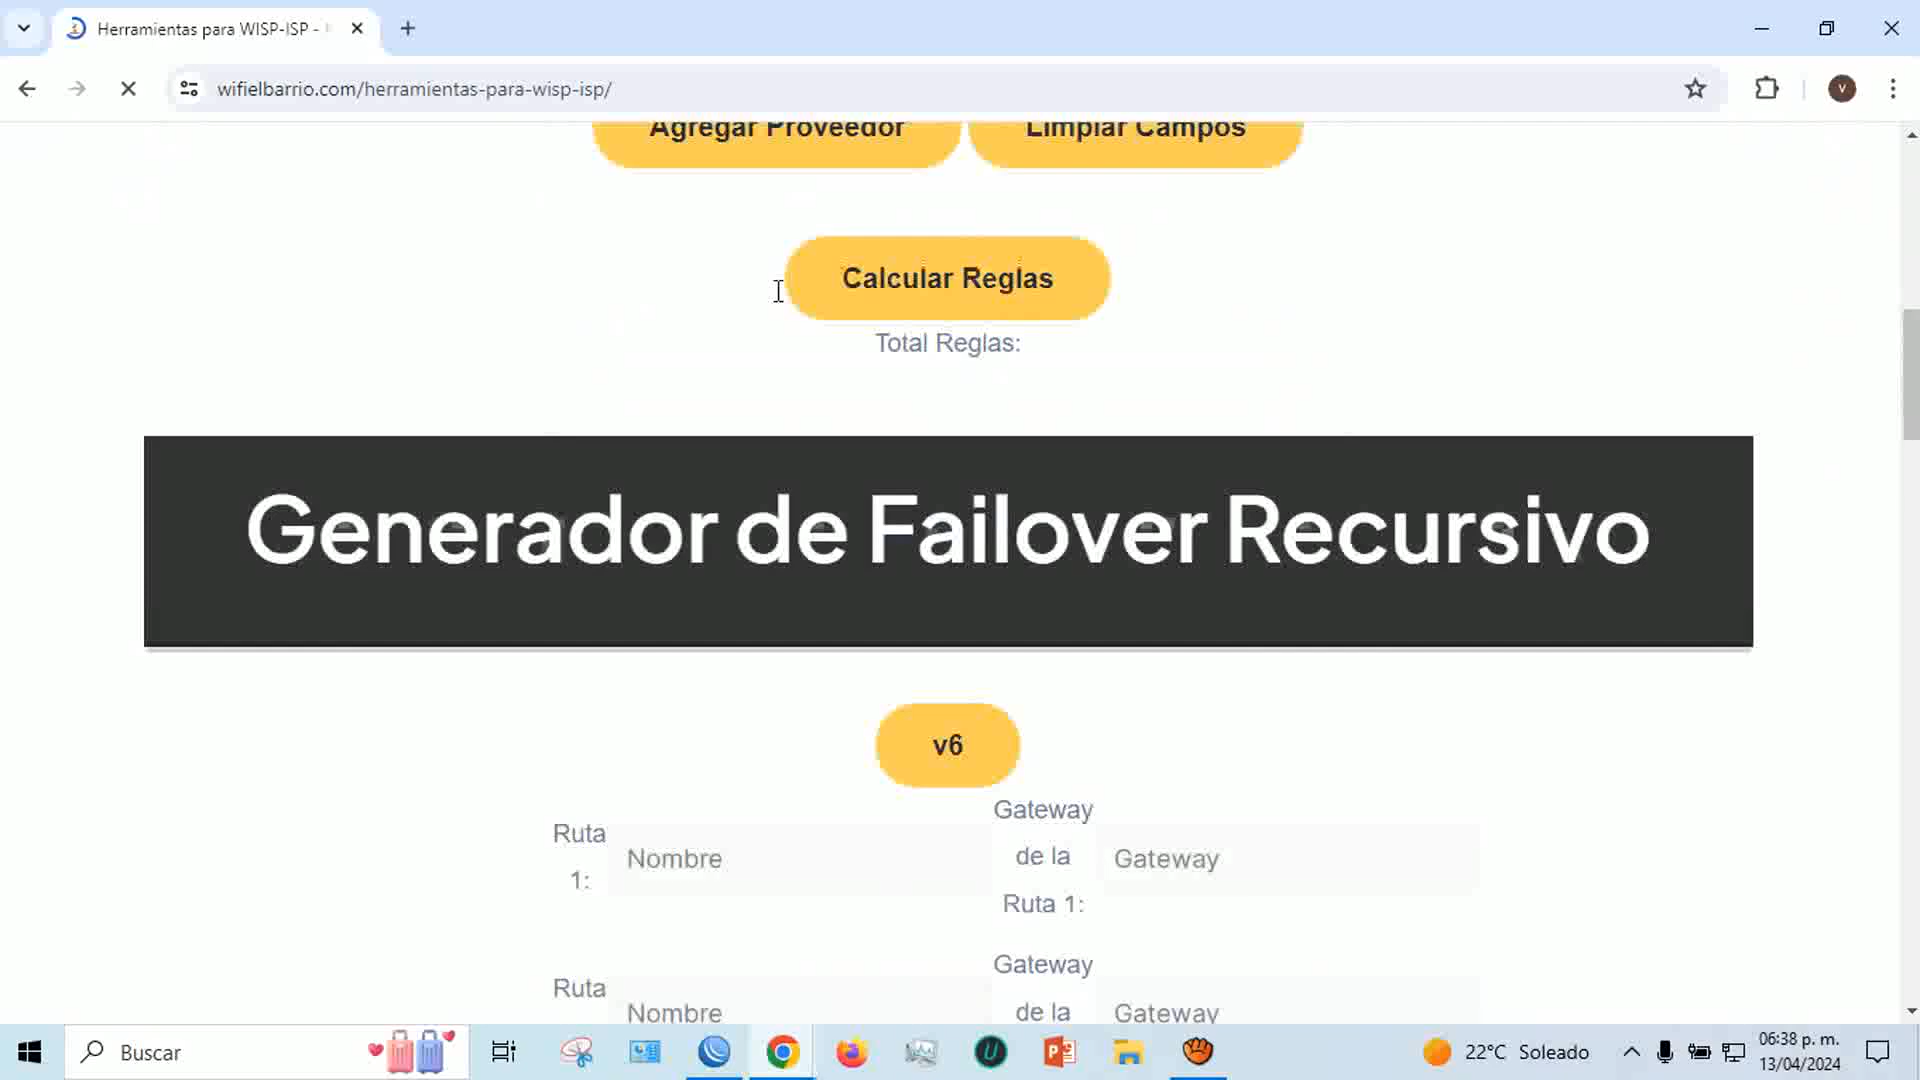 Herramientas para WISP-ISP -
wifielbarrio.com/herramientas-para-wisp-isp/
V
Agregar Proveedor
Limpiar Campos
Calcular Reglas
Total Reglas:
Generador de Failover Recursivo
v6
Ruta 1:
Nombre
Gateway de la Ruta 1:
Gateway
Ruta
Nombre
Gateway de la
Gateway
Buscar
22°C Soleado
06:38 p. m.
13/04/2024